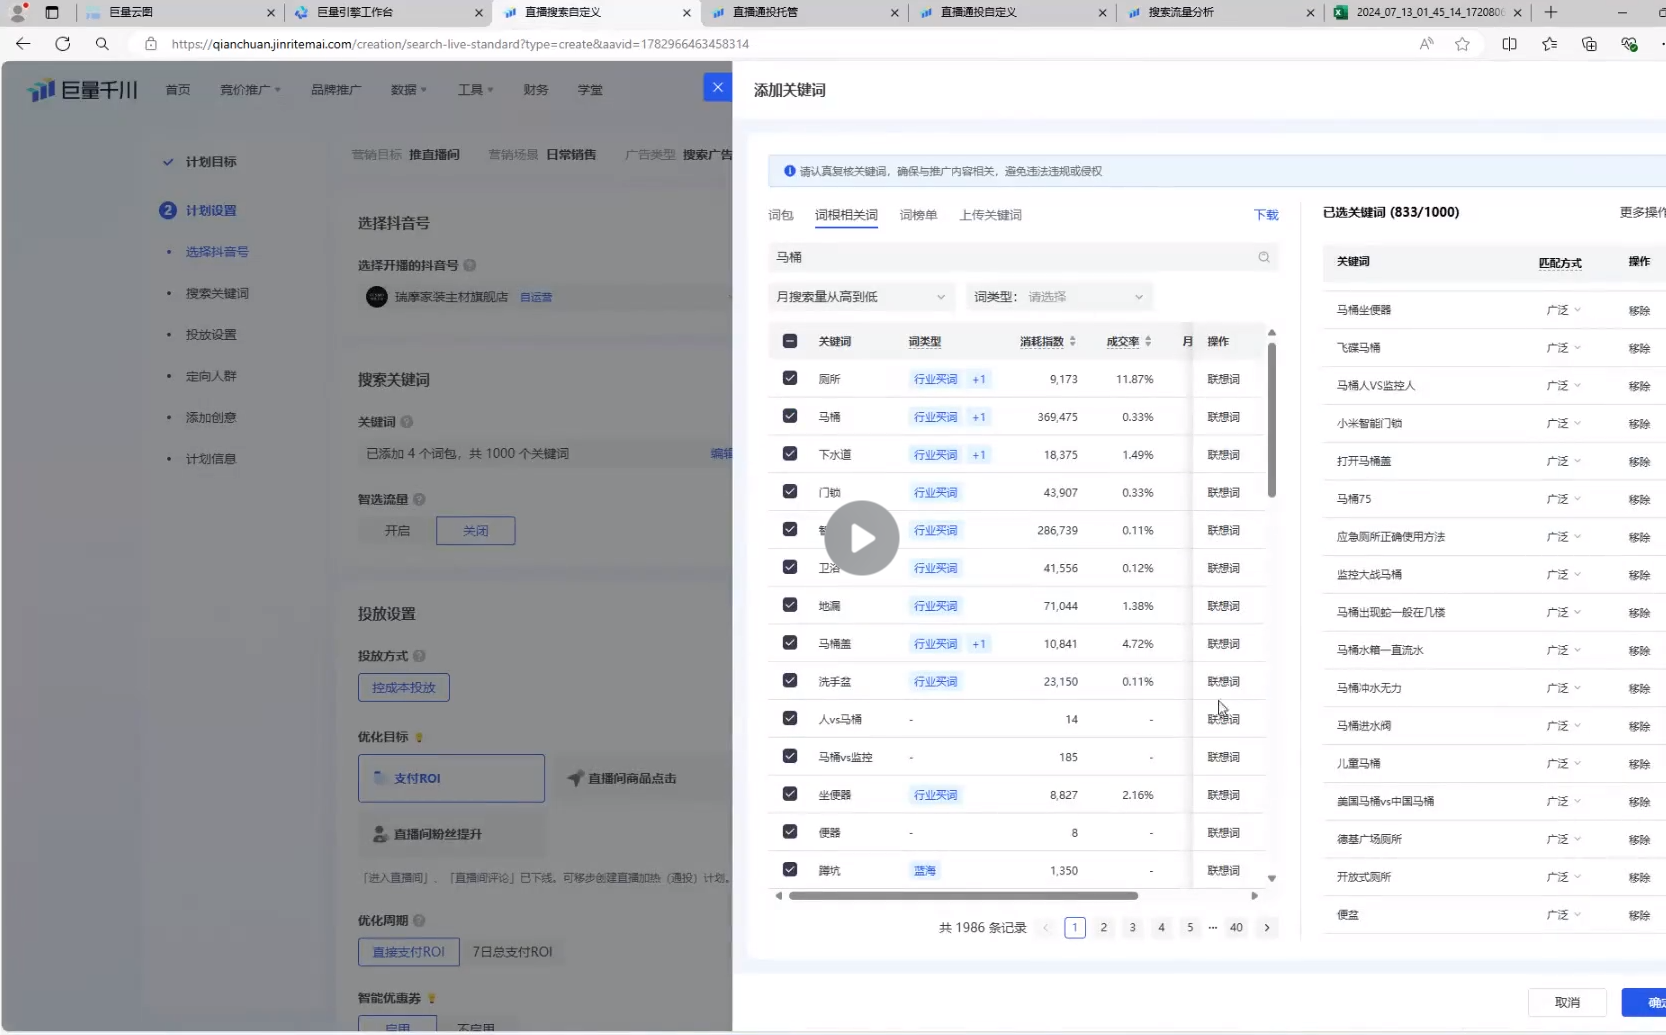 巨量云图
巨量引擎工作台
直播搜索自定义
直播通投托管
直播通投自定义
搜索流量分析
2024_07_13_01_45_14_172080
https://qianchuan.jinritemai.com/creation/search-live-standard?type=create&aavid=1782966463458314
巨量千川
首页
竞价推广
品牌推广
数据
工具
财务
学堂
计划目标
2 计划设置
选择抖音号
搜索关键词
投放设置
定向人群
添加创意
计划信息
营销目标 推直播间
营销场景 日常销售
广告类型 搜索广告
选择抖音号
选择开播的抖音号
瑞摩家装主材旗舰店 自运营
搜索关键词
关键词
已添加 4 个词包，共 1000 个关键词 编辑
智选流量
开启 关闭
投放设置
投放方式
控成本投放
优化目标
支付ROI
直播间商品点击
直播间粉丝提升
「进入直播间」、「直播间评论」已下线。可移步创建直播加热（通投）计划。
优化周期
直接支付ROI 7日总支付ROI
智能优惠券
启用 不启用
添加关键词
请认真复核关键词，确保与推广内容相关，避免违法违规或侵权
词包 词根相关词 词榜单 上传关键词 下载
马桶
月搜索量从高到低
词类型： 请选择
关键词 词类型 消耗指数 成交率 月 操作
厕所 行业买词 +1 9,173 11.87% 联想词
马桶 行业买词 +1 369,475 0.33% 联想词
下水道 行业买词 +1 18,375 1.49% 联想词
门锁 行业买词 43,907 0.33% 联想词
行业买词 286,739 0.11% 联想词
卫浴 行业买词 41,556 0.12% 联想词
地漏 行业买词 71,044 1.38% 联想词
马桶盖 行业买词 +1 10,841 4.72% 联想词
洗手盆 行业买词 23,150 0.11% 联想词
人vs马桶 - 14 - 联想词
马桶vs监控 - 185 - 联想词
坐便器 行业买词 8,827 2.16% 联想词
便器 - 8 - 联想词
蹲坑 蓝海 1,350 - 联想词
共 1986 条记录 1 2 3 4 5 ··· 40
已选关键词 (833/1000) 更多操作
关键词 匹配方式 操作
马桶坐便器 广泛 移除
飞碟马桶 广泛 移除
马桶人VS监控人 广泛 移除
小米智能门锁 广泛 移除
打开马桶盖 广泛 移除
马桶75 广泛 移除
应急厕所正确使用方法 广泛 移除
监控大战马桶 广泛 移除
马桶出现蛇一般在几楼 广泛 移除
马桶水箱一直流水 广泛 移除
马桶冲水无力 广泛 移除
马桶进水阀 广泛 移除
儿童马桶 广泛 移除
美国马桶vs中国马桶 广泛 移除
德基广场厕所 广泛 移除
开放式厕所 广泛 移除
便盆 广泛 移除
取消 确定